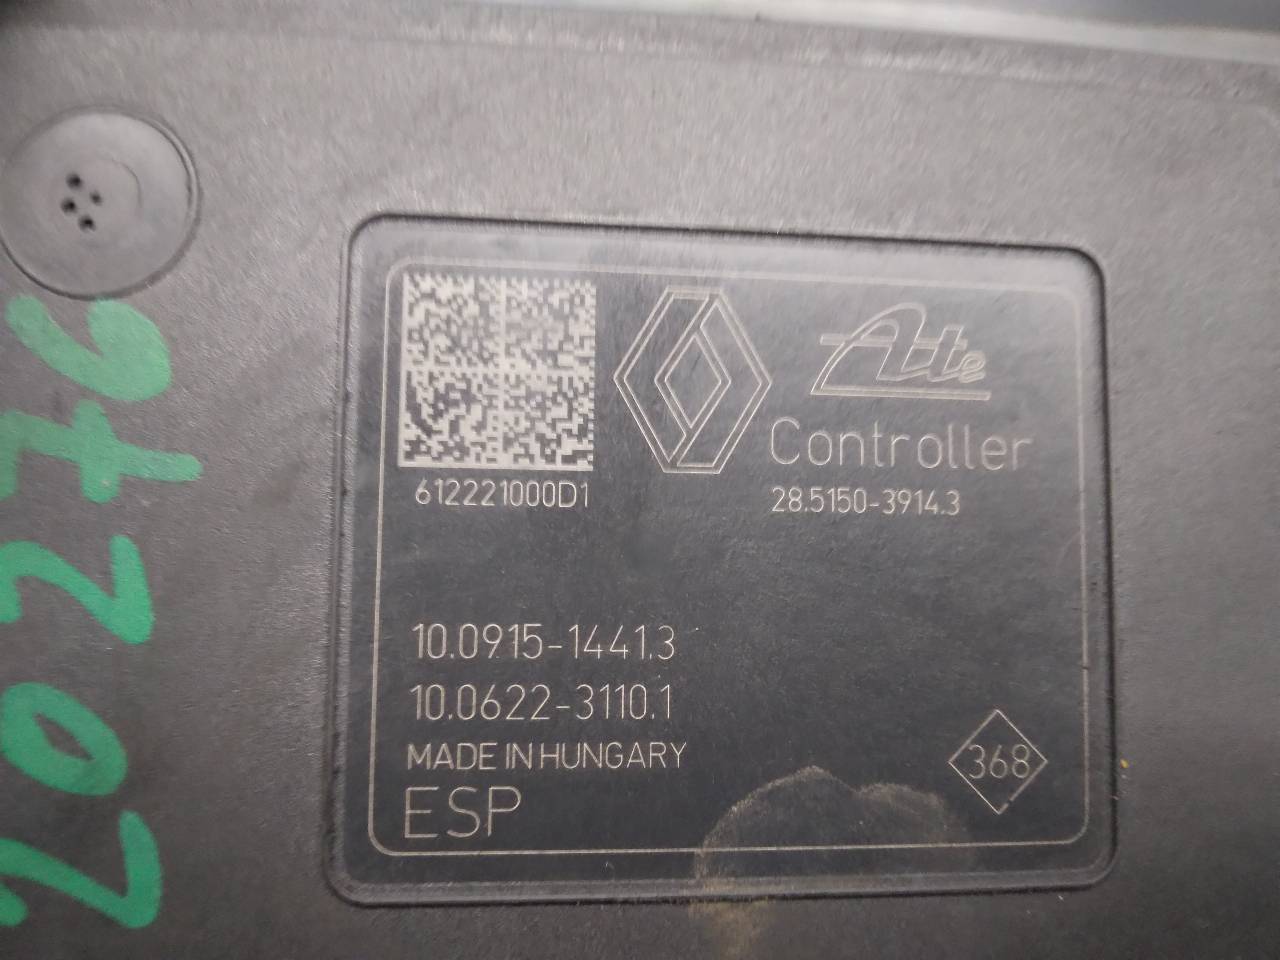 Ate
Controller
28.5150-3914.3
612221000D1
10.0915-1441.3
10.0622-3110.1
MADE IN HUNGARY
ESP
368